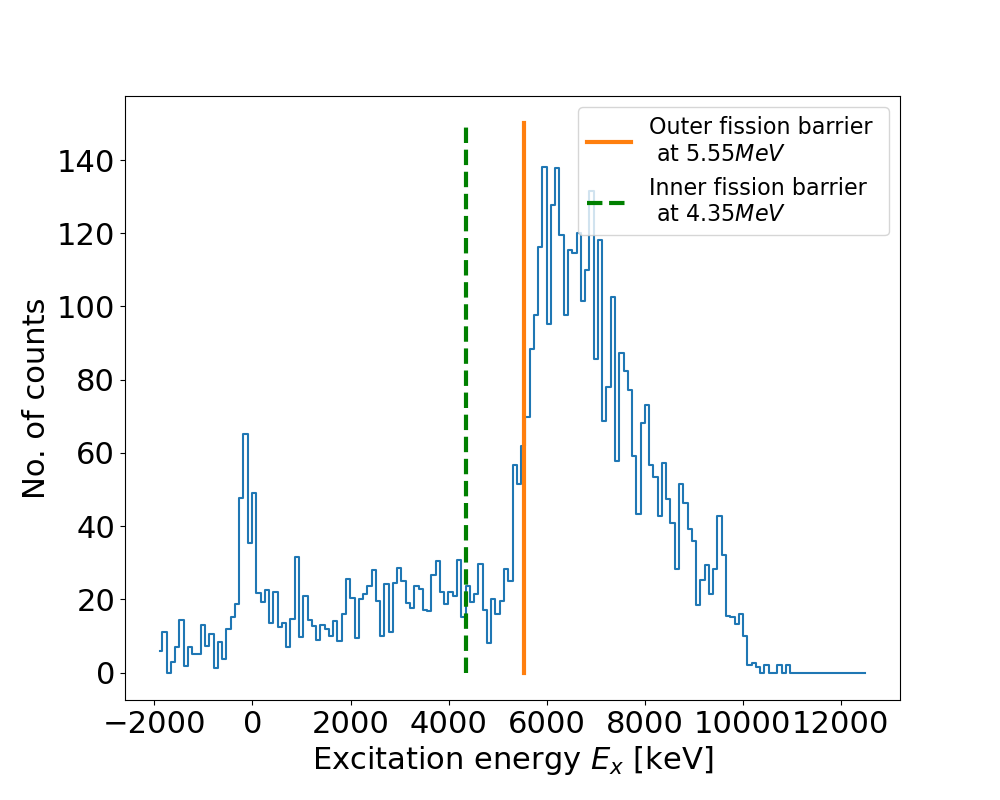 Outer fission barrier
at 5.55MeV
Inner fission barrier
at 4.35MeV
140
120
100
80
60
40
20
0
No. of counts
−2000 0 2000 4000 6000 8000 10000 12000
Excitation energy Eₓ [keV]